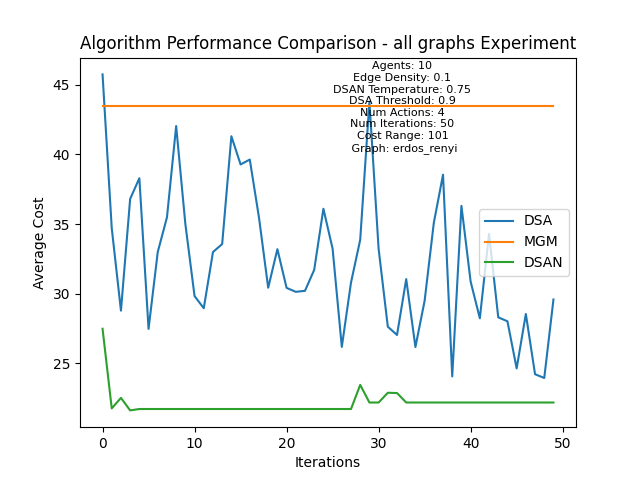 Algorithm Performance Comparison - all graphs Experiment
Agents: 10
Edge Density: 0.1
DSAN Temperature: 0.75
DSA Threshold: 0.9
Num Actions: 4
Num Iterations: 50
Cost Range: 101
Graph: erdos_renyi
45
40
35
30
25
Average Cost
DSA
MGM
DSAN
0
10
20
30
40
50
Iterations